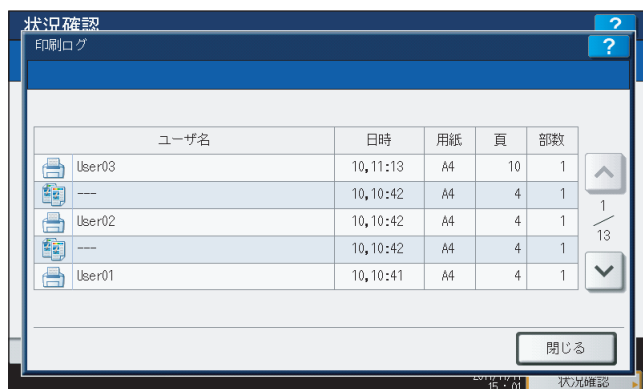 状況確認
?
印刷ログ
?
ユーザ名 日時 用紙 頁 部数
User03 10,11:13 A4 10 1
--- 10,10:42 A4 4 1
User02 10,10:42 A4 4 1
--- 10,10:42 A4 4 1
User01 10,10:41 A4 4 1
1
/
13
閉じる
15:01
状況確認